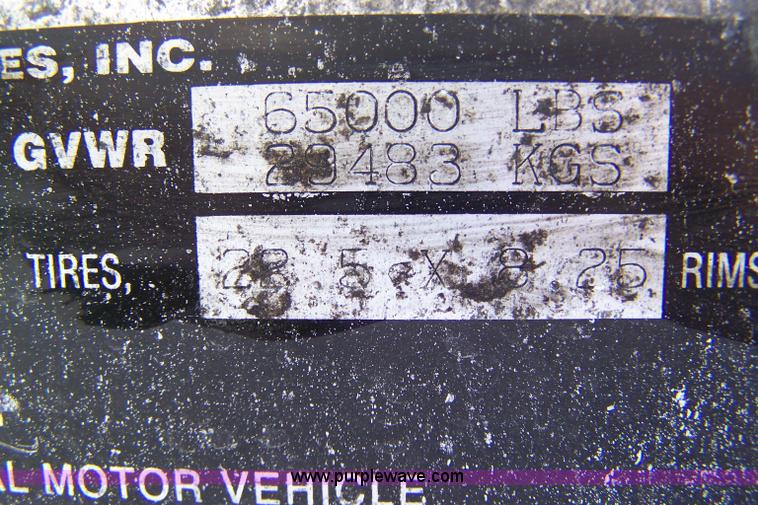 ES, INC.
GVWR 65000 LBS
29483 KGS
TIRES, 22.5 X 8.25 RIMS
AL MOTOR VEHICLE
www.purplewave.com